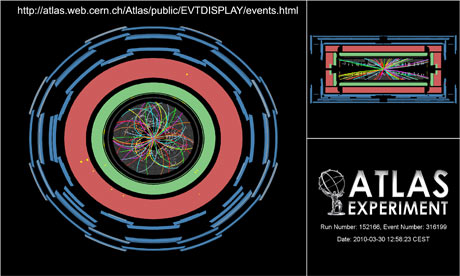 http://atlas.web.cern.ch/Atlas/public/EVTDISPLAY/events.html
ATLAS
EXPERIMENT
Run Number: 152166, Event Number: 316199
Date: 2010-03-30 12:58:23 CEST